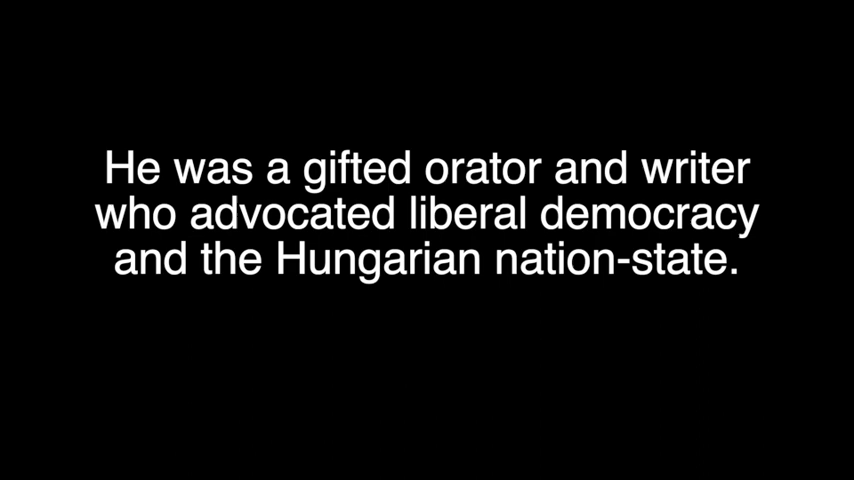 He was a gifted orator and writer
who advocated liberal democracy
and the Hungarian nation-state.